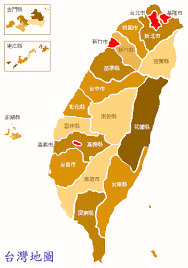 金門縣
連江縣
澎湖縣
台北市
基隆市
桃園市
新北市
新竹市
新竹縣
宜蘭縣
苗栗縣
台中市
彰化縣
南投縣
花蓮縣
雲林縣
嘉義市
嘉義縣
台南市
高雄市
台東縣
屏東縣
台灣地圖